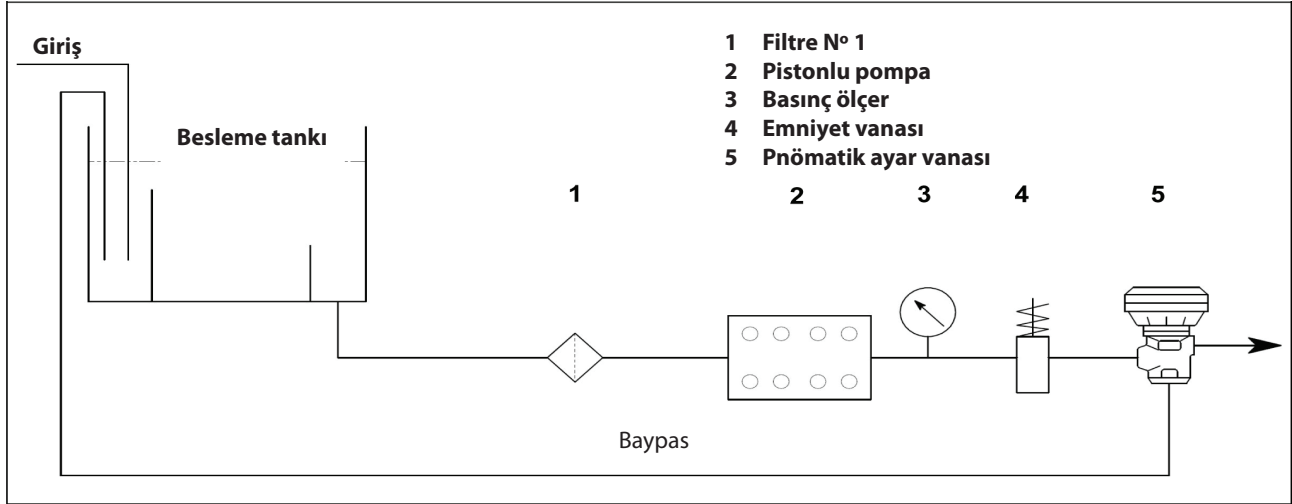 Giriş
Besleme tankı
1 Filtre Nº 1
2 Pistonlu pompa
3 Basınç ölçer
4 Emniyet vanası
5 Pnömatik ayar vanası
1 2 3 4 5
Baypas